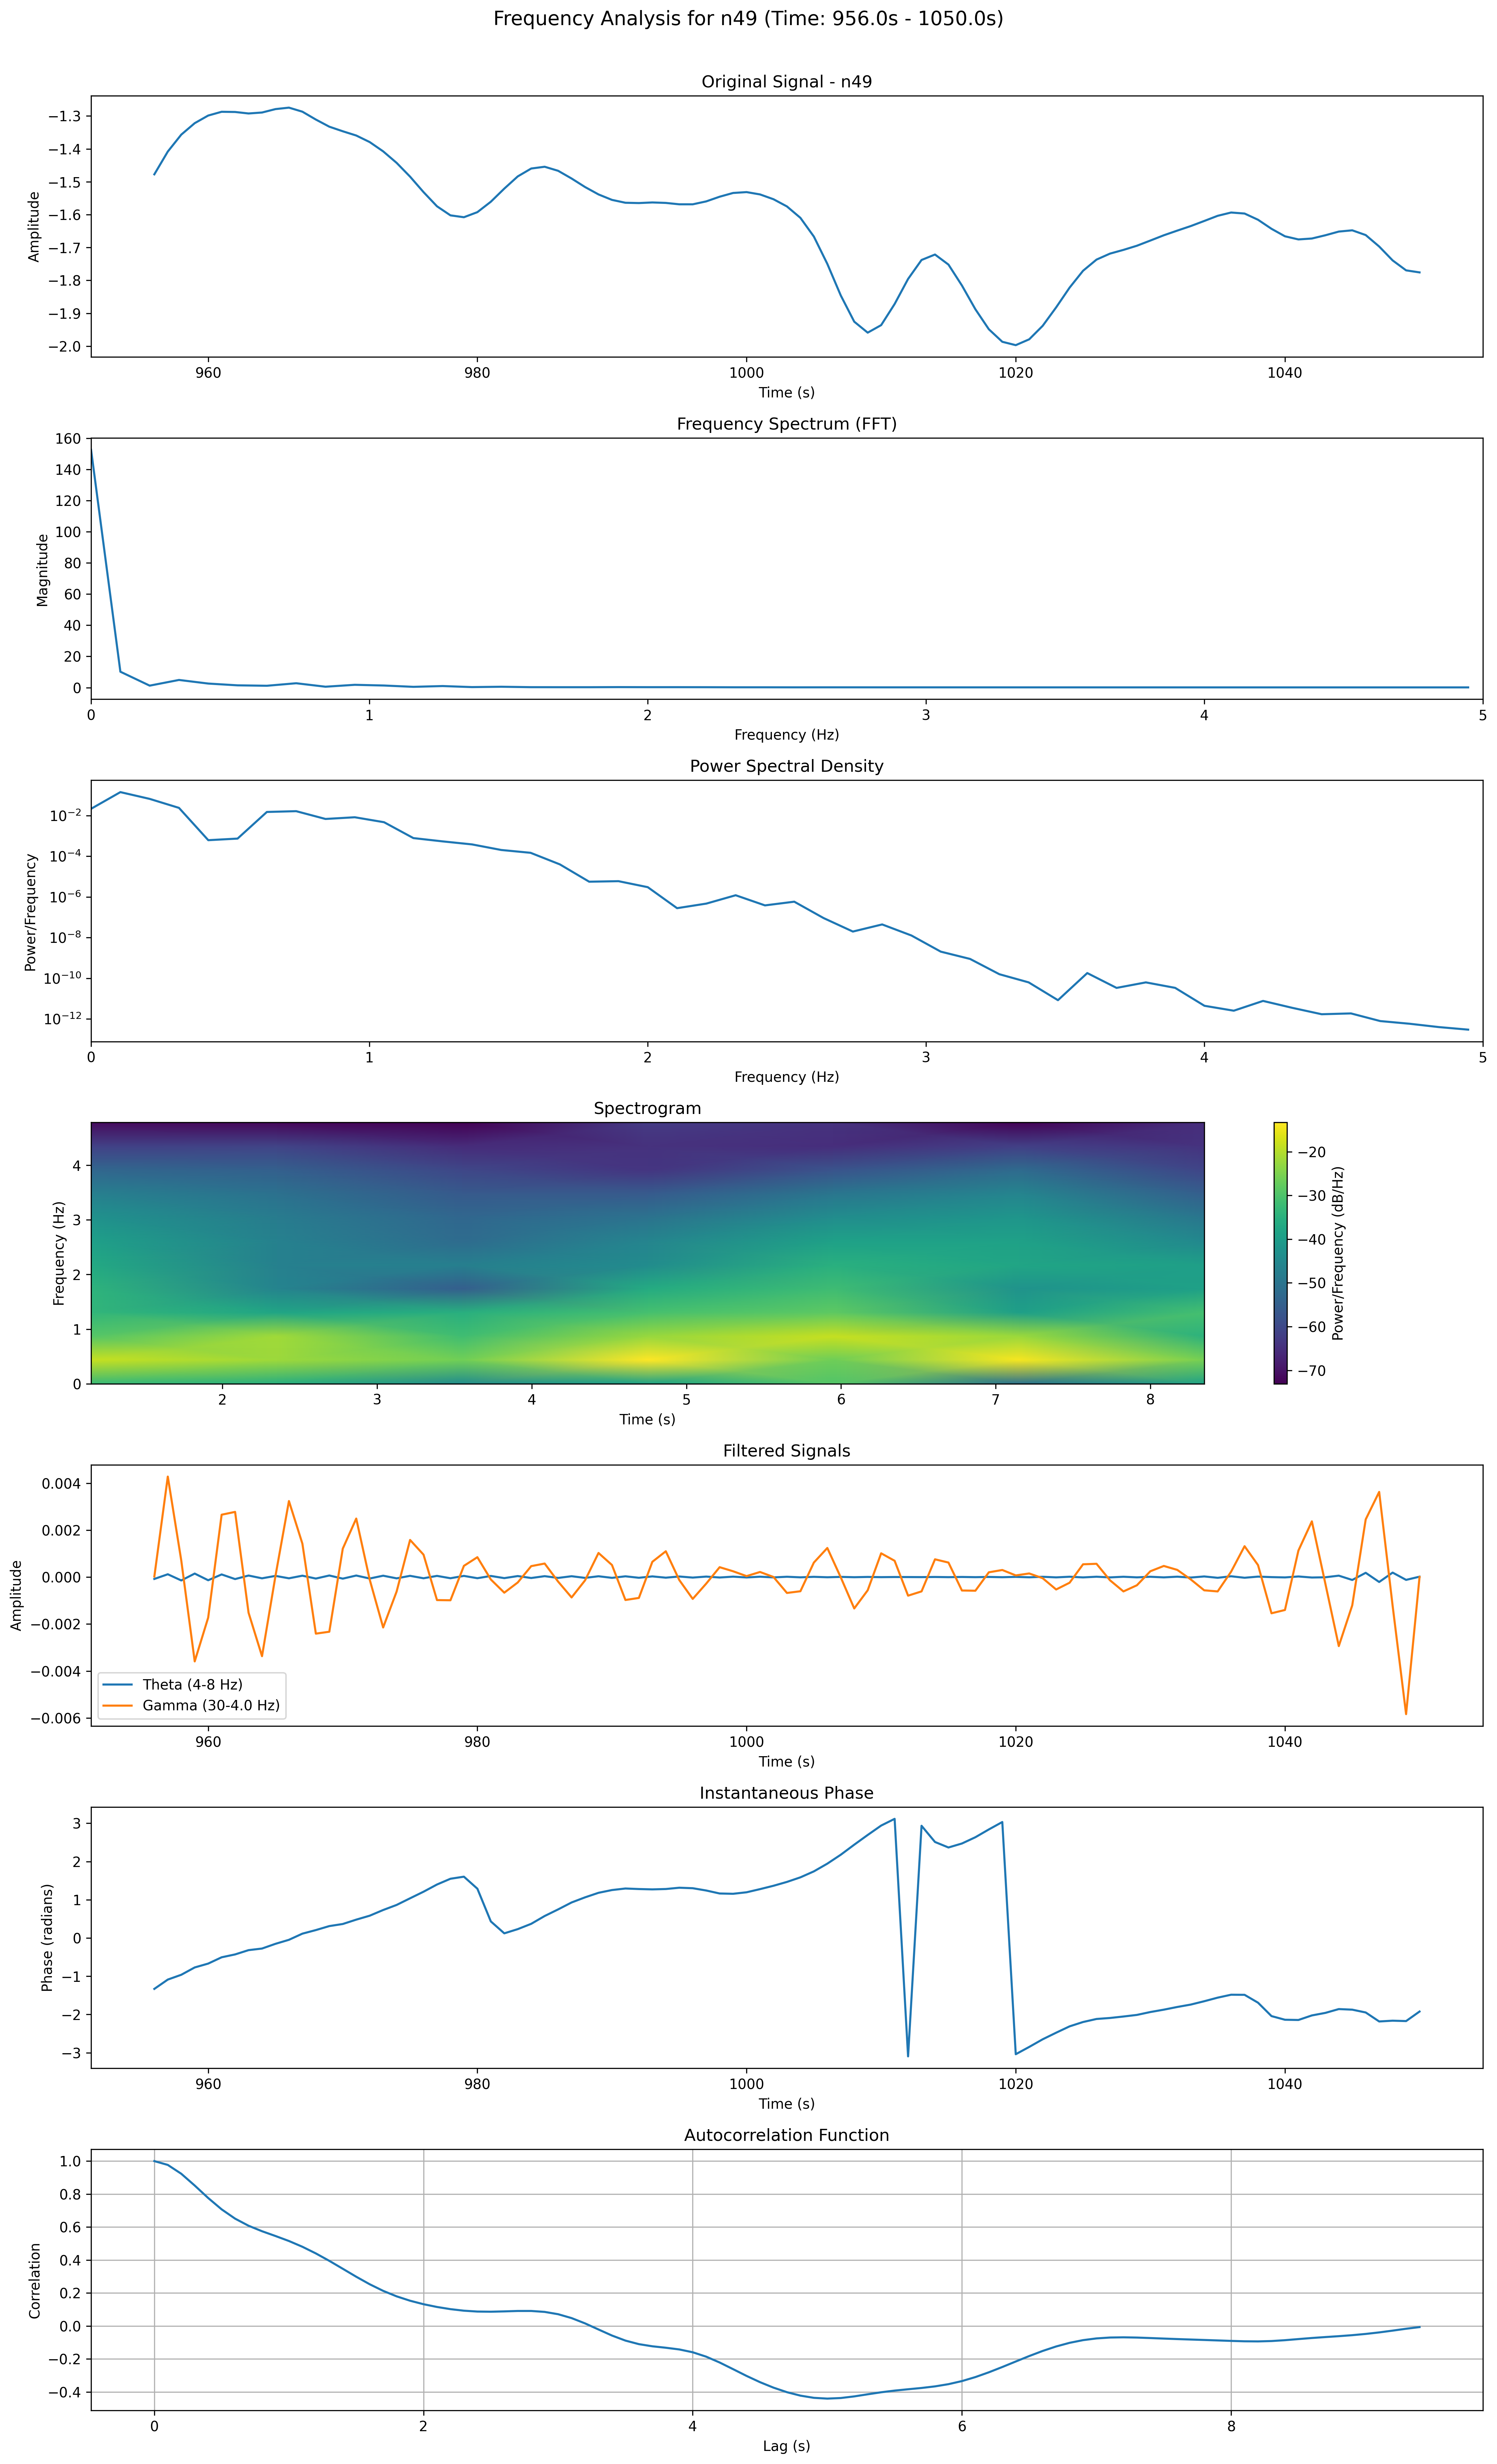 Frequency Analysis for n49 (Time: 956.0s - 1050.0s)
Original Signal - n49
Amplitude
−1.3
−1.4
−1.5
−1.6
−1.7
−1.8
−1.9
−2.0
960 980 1000 1020 1040
Time (s)
Frequency Spectrum (FFT)
Magnitude
160
140
120
100
80
60
40
20
0
0 1 2 3 4 5
Frequency (Hz)
Power Spectral Density
Power/Frequency
10⁻²
10⁻⁴
10⁻⁶
10⁻⁸
10⁻¹⁰
10⁻¹²
0 1 2 3 4 5
Frequency (Hz)
Spectrogram
Frequency (Hz)
4
3
2
1
0
2 3 4 5 6 7 8
Time (s)
−20
−30
−40
−50
−60
−70
Power/Frequency (dB/Hz)
Filtered Signals
Amplitude
0.004
0.002
0.000
−0.002
−0.004
−0.006
Theta (4-8 Hz)
Gamma (30-4.0 Hz)
960 980 1000 1020 1040
Time (s)
Instantaneous Phase
Phase (radians)
3
2
1
0
−1
−2
−3
960 980 1000 1020 1040
Time (s)
Autocorrelation Function
Correlation
1.0
0.8
0.6
0.4
0.2
0.0
−0.2
−0.4
0 2 4 6 8
Lag (s)